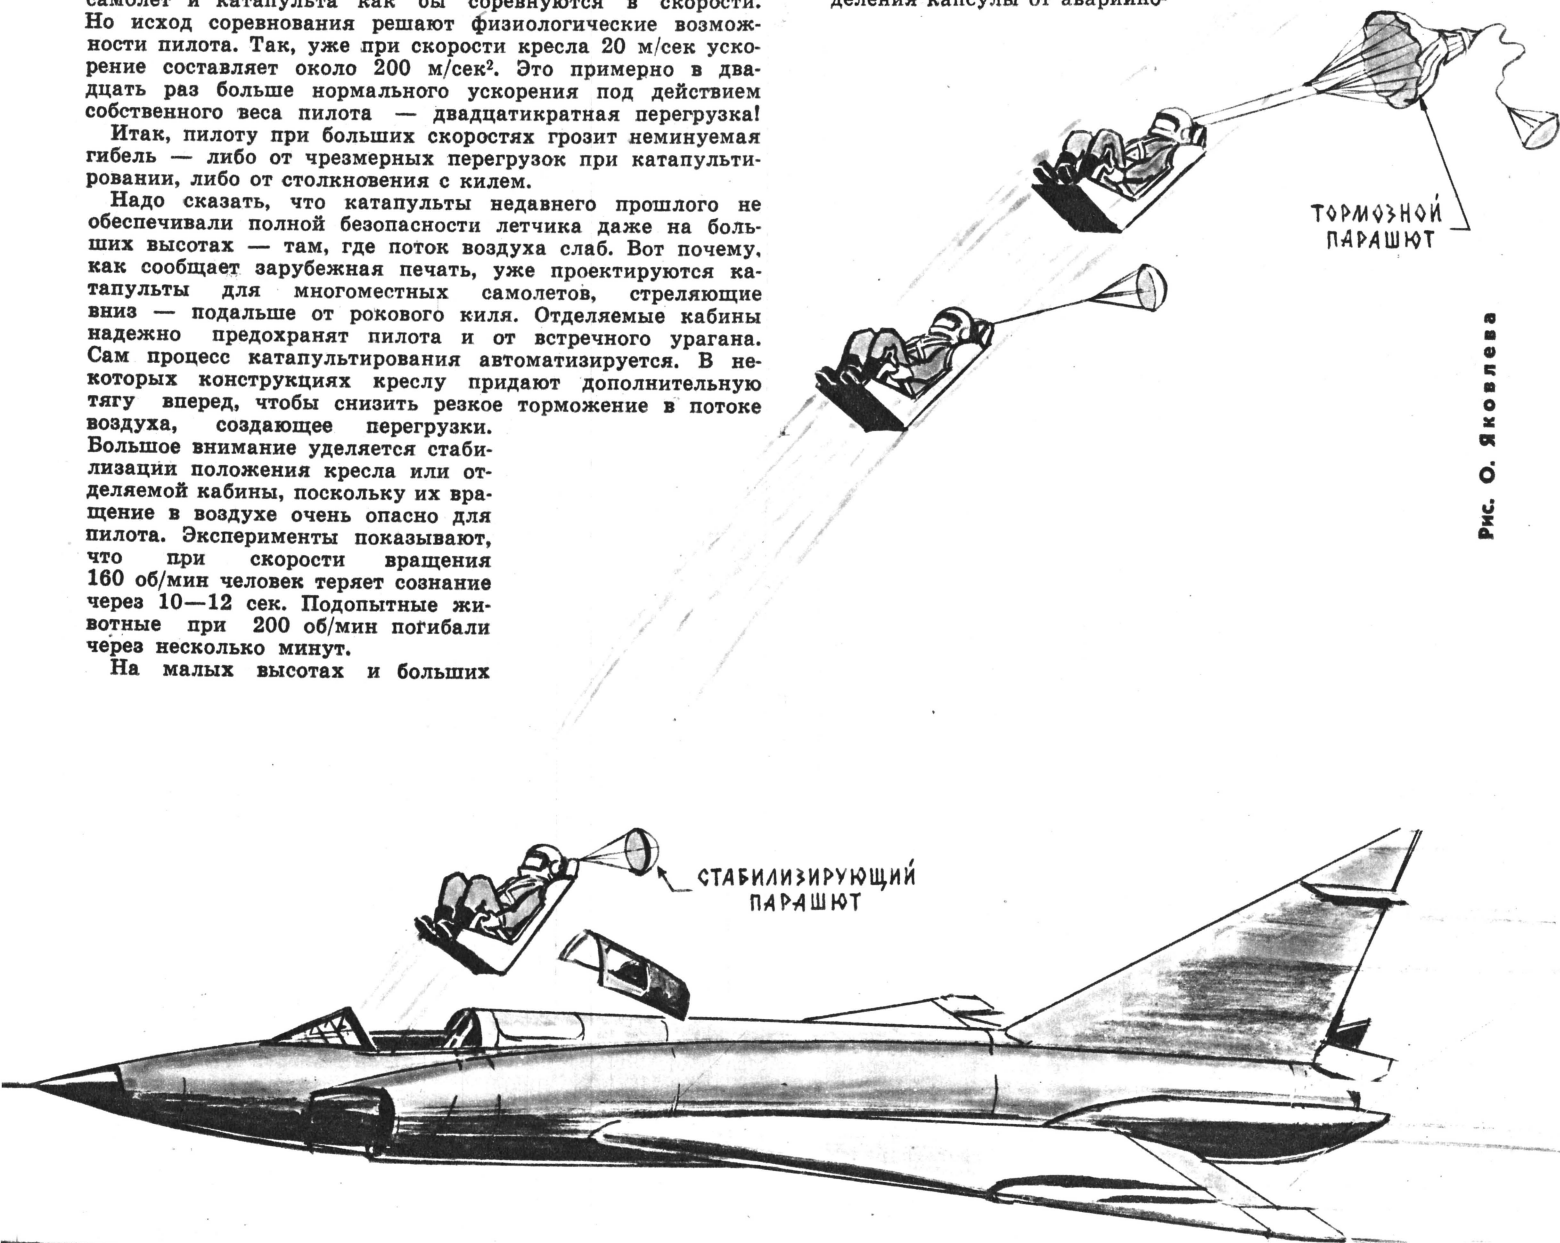 самолет и катапульта как бы соревнуются в скорости.
Но исход соревнования решают физиологические возмож-
ности пилота. Так, уже при скорости кресла 20 м/сек уско-
рение составляет около 200 м/сек². Это примерно в два-
дцать раз больше нормального ускорения под действием
собственного веса пилота — двадцатикратная перегрузка!
Итак, пилоту при больших скоростях грозит неминуемая
гибель — либо от чрезмерных перегрузок при катапульти-
ровании, либо от столкновения с килем.
Надо сказать, что катапульты недавнего прошлого не
обеспечивали полной безопасности летчика даже на боль-
ших высотах — там, где поток воздуха слаб. Вот почему,
как сообщает зарубежная печать, уже проектируются ка-
тапульты для многоместных самолетов, стреляющие
вниз — подальше от рокового киля. Отделяемые кабины
надежно предохранят пилота и от встречного урагана.
Сам процесс катапультирования автоматизируется. В не-
которых конструкциях креслу придают дополнительную
тягу вперед, чтобы снизить резкое торможение в потоке
воздуха, создающее перегрузки.
Большое внимание уделяется стаби-
лизации положения кресла или от-
деляемой кабины, поскольку их вра-
щение в воздухе очень опасно для
пилота. Эксперименты показывают,
что при скорости вращения
160 об/мин человек теряет сознание
через 10—12 сек. Подопытные жи-
вотные при 200 об/мин погибали
через несколько минут.
На малых высотах и больших
деления капсулы от аварийно-
ТОРМОЗНОЙ
ПАРАШЮТ
Рис. О. Яковлева
СТАБИЛИЗИРУЮЩИЙ
ПАРАШЮТ